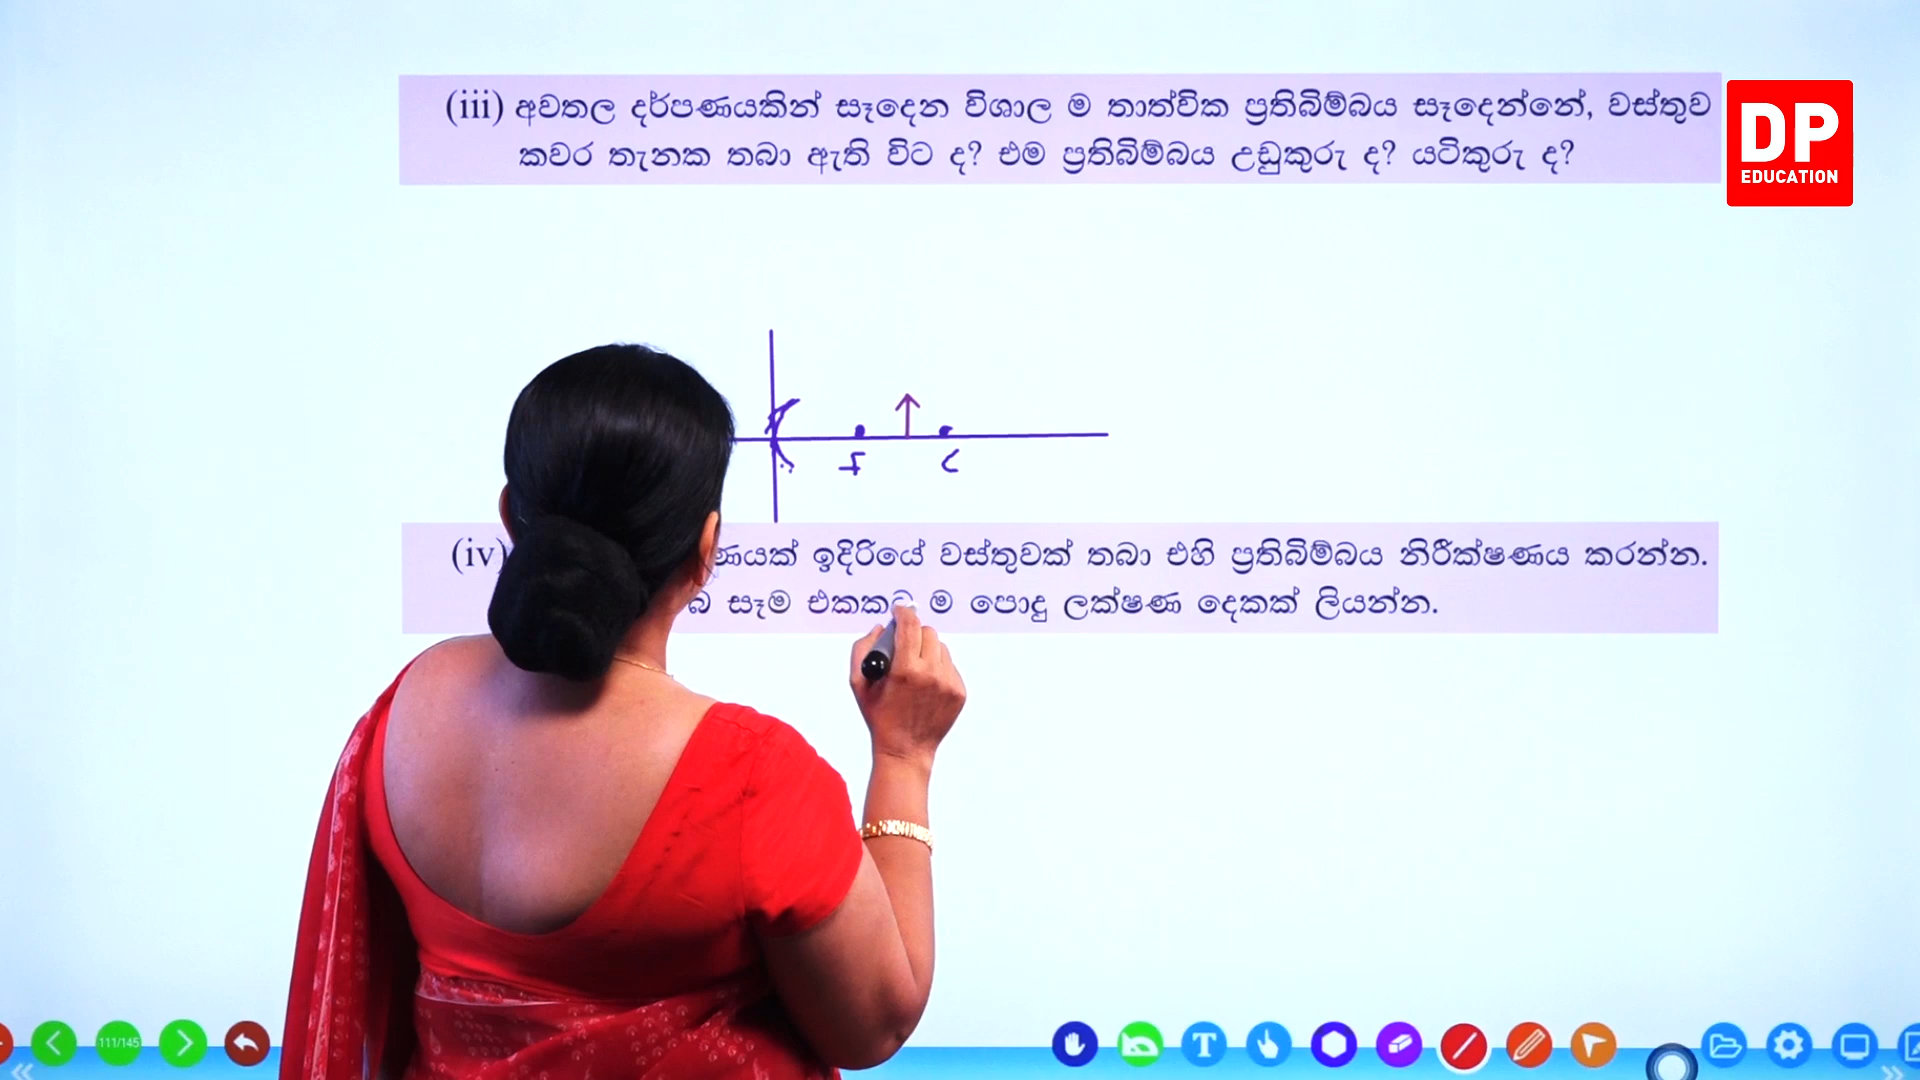 (iii) අවතල දර්පණයකින් සෑදෙන විශාල ම තාත්වික ප්‍රතිබිම්බය සෑදෙන්නේ, වස්තුව
කවර තැනක තබා ඇති විට ද? එම ප්‍රතිබිම්බය උඩුකුරු ද? යටිකුරු ද?
DP
EDUCATION
f c
(iv) ණයක් ඉදිරියේ වස්තුවක් තබා එහි ප්‍රතිබිම්බය නිරීක්ෂණය කරන්න.
බ සෑම එකකට ම පොදු ලක්ෂණ දෙකක් ලියන්න.
111/145
T